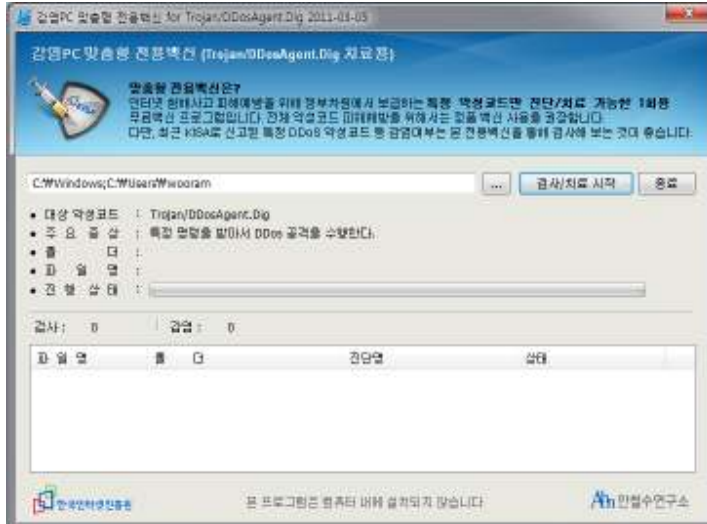 감염PC 맞춤형 전용백신 for Trojan/DDosAgent.Dig 2011-03-05
감염PC 맞춤형 전용백신 (Trojan/DDosAgent.Dig 치료용)
맞춤형 전용백신은?
인터넷 침해사고 피해예방을 위해 정부차원에서 보급하는 특정 악성코드만 진단/치료 가능한 1회용
무료백신 프로그램입니다. 전체 악성코드 피해예방을 위해서는 정품 백신 사용을 권장합니다.
다만, 최근 KISA로 신고된 특정 DDoS 악성코드 등 감염여부는 본 전용백신을 통해 검사해 보는 것이 좋습니다.
C:₩Windows;C:₩Users₩wooram ... 검사/치료 시작 종료
• 대상 악성코드 : Trojan/DDosAgent.Dig
• 주 요 증 상 : 특정 명령을 받아서 DDos 공격을 수행한다.
• 폴 더 :
• 파 일 명 :
• 진 행 상 태 :
검사 : 0 감염 : 0
파 일 명 폴 더 진단명 상태
한국인터넷진흥원 본 프로그램은 컴퓨터 내에 설치되지 않습니다 Ahn 안철수연구소